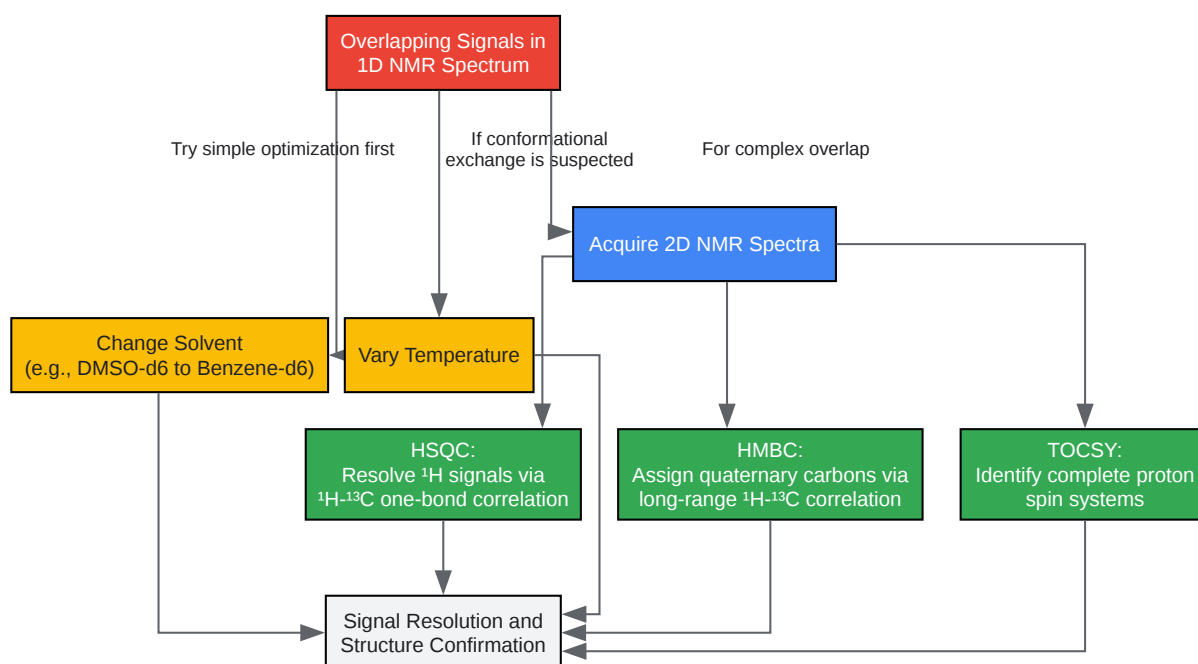 Overlapping Signals in
1D NMR Spectrum
Try simple optimization first
If conformational
exchange is suspected
For complex overlap
Acquire 2D NMR Spectra
Change Solvent
(e.g., DMSO-d6 to Benzene-d6)
Vary Temperature
HSQC:
Resolve ¹H signals via
¹H-¹³C one-bond correlation
HMBC:
Assign quaternary carbons via
long-range ¹H-¹³C correlation
TOCSY:
Identify complete proton
spin systems
Signal Resolution and
Structure Confirmation